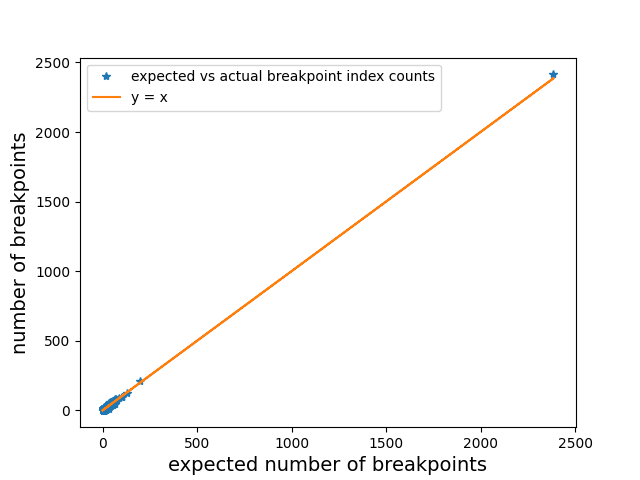 expected vs actual breakpoint index counts
y = x
2500
2000
1500
1000
500
0
number of breakpoints
0 500 1000 1500 2000 2500
expected number of breakpoints